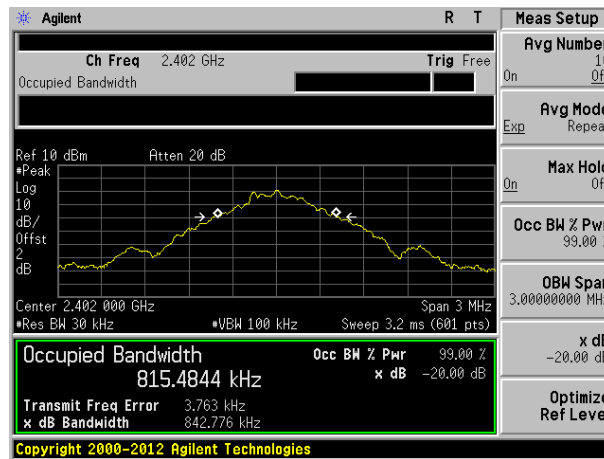 Agilent R T Meas Setup
Avg Number
On
Ch Freq 2.402 GHz Trig Free
Occupied Bandwidth
Avg Mode
Exp Repeat
Ref 10 dBm Atten 20 dB
#Peak
Log
10
dB/
Offst
2
dB
Max Hold
On
Occ BW % Pwr
99.00
OBW Span
3.00000000
Center 2.402 000 GHz Span 3 MHz
#Res BW 30 kHz #VBW 100 kHz Sweep 3.2 ms (601 pts)
x dB
-20.00
Occupied Bandwidth Occ BW % Pwr 99.00 %
815.4844 kHz x dB -20.00 dB
Transmit Freq Error 3.763 kHz
x dB Bandwidth 842.776 kHz
Optimize
Ref Level
Copyright 2000-2012 Agilent Technologies